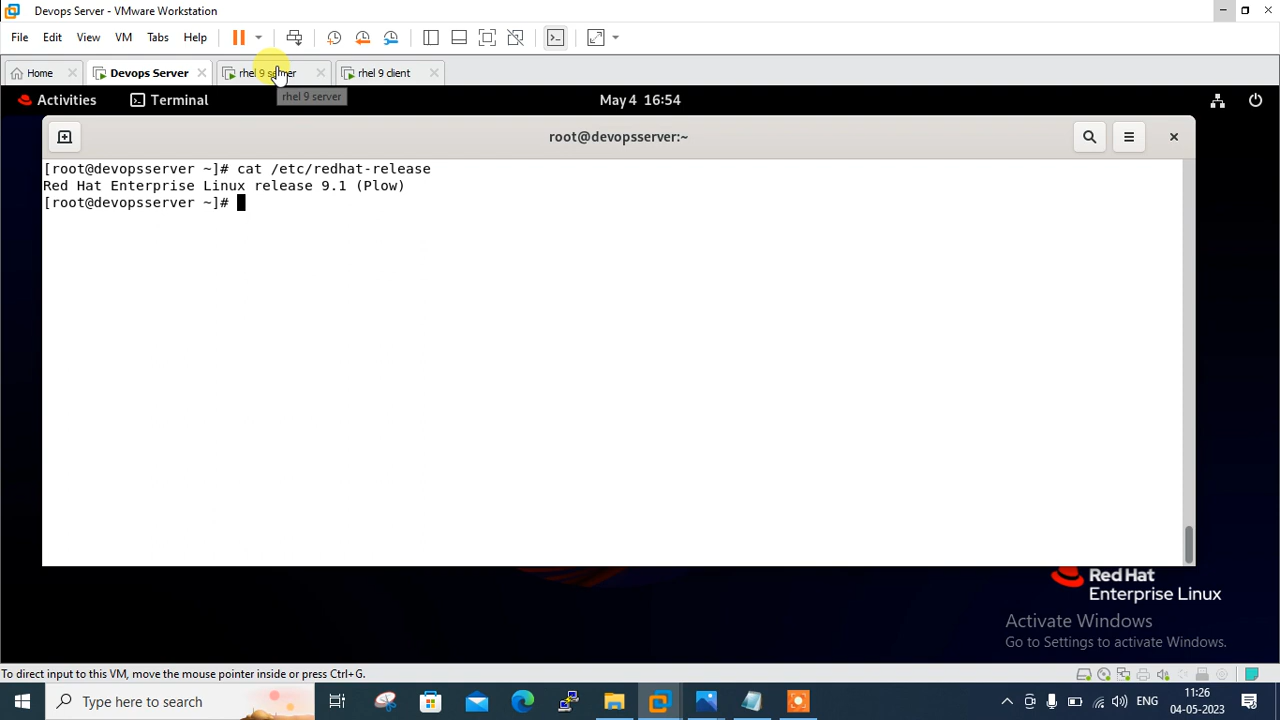 Devops Server - VMware Workstation
File Edit View VM Tabs Help
Home Devops Server rhel 9 server rhel 9 client
rhel 9 server
Activities Terminal May 4 16:54
root@devopsserver:~
[root@devopsserver ~]# cat /etc/redhat-release
Red Hat Enterprise Linux release 9.1 (Plow)
[root@devopsserver ~]#
Red Hat
Enterprise Linux
Activate Windows
Go to Settings to activate Windows.
To direct input to this VM, move the mouse pointer inside or press Ctrl+G.
Type here to search
ENG
11:26
04-05-2023